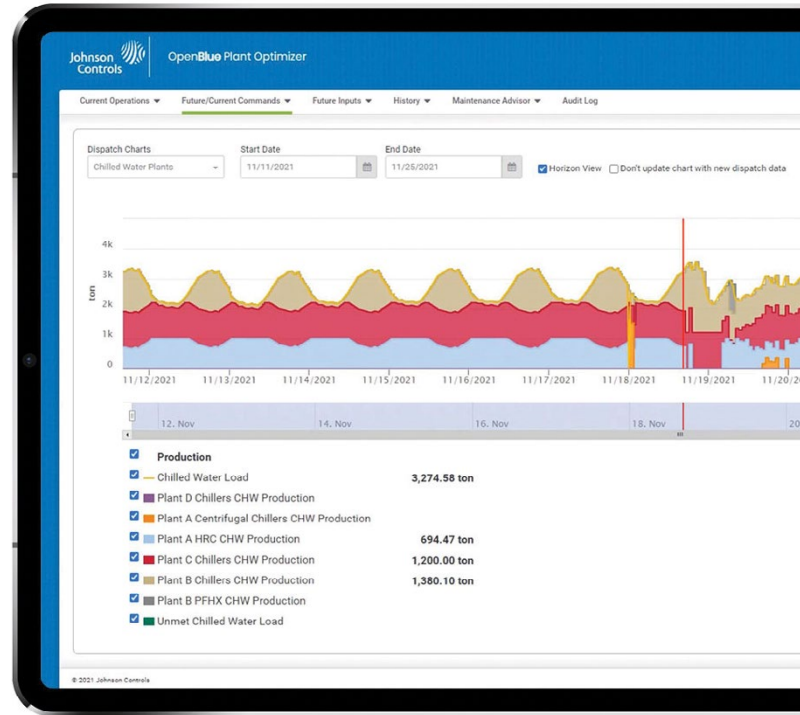 Johnson Controls
OpenBlue Plant Optimizer
Current Operations Future/Current Commands Future Inputs History Maintenance Advisor Audit Log
Dispatch Charts Start Date End Date
Chilled Water Plants 11/11/2021 11/25/2021 Horizon View Don't update chart with new dispatch data
4k
3k
ton
2k
1k
0
11/12/2021 11/13/2021 11/14/2021 11/15/2021 11/16/2021 11/17/2021 11/18/2021 11/19/2021 11/20/2
12. Nov 14. Nov 16. Nov 18. Nov 20
Production
Chilled Water Load 3,274.58 ton
Plant D Chillers CHW Production
Plant A Centrifugal Chillers CHW Production
Plant A HRC CHW Production 694.47 ton
Plant C Chillers CHW Production 1,200.00 ton
Plant B Chillers CHW Production 1,380.10 ton
Plant B PFHX CHW Production
Unmet Chilled Water Load
© 2021 Johnson Controls